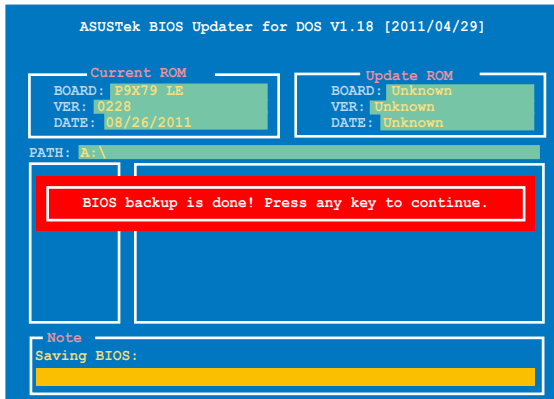 ASUSTek BIOS Updater for DOS V1.18 [2011/04/29]
Current ROM
BOARD: P9X79 LE
VER: 0228
DATE: 08/26/2011
Update ROM
BOARD: Unknown
VER: Unknown
DATE: Unknown
PATH: A:\
BIOS backup is done! Press any key to continue.
Note
Saving BIOS: